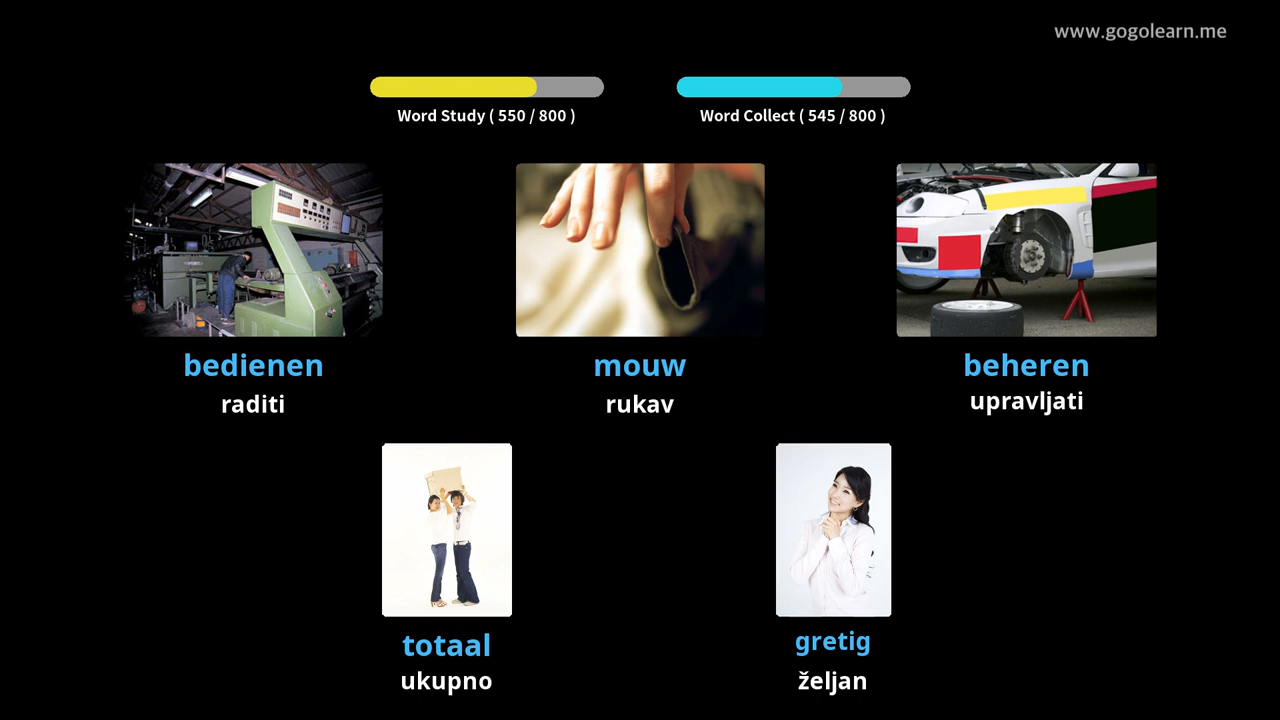 www.gogolearn.me
Word Study ( 550 / 800 )
Word Collect ( 545 / 800 )
bedienen
raditi
mouw
rukav
beheren
upravljati
totaal
ukupno
gretig
željan